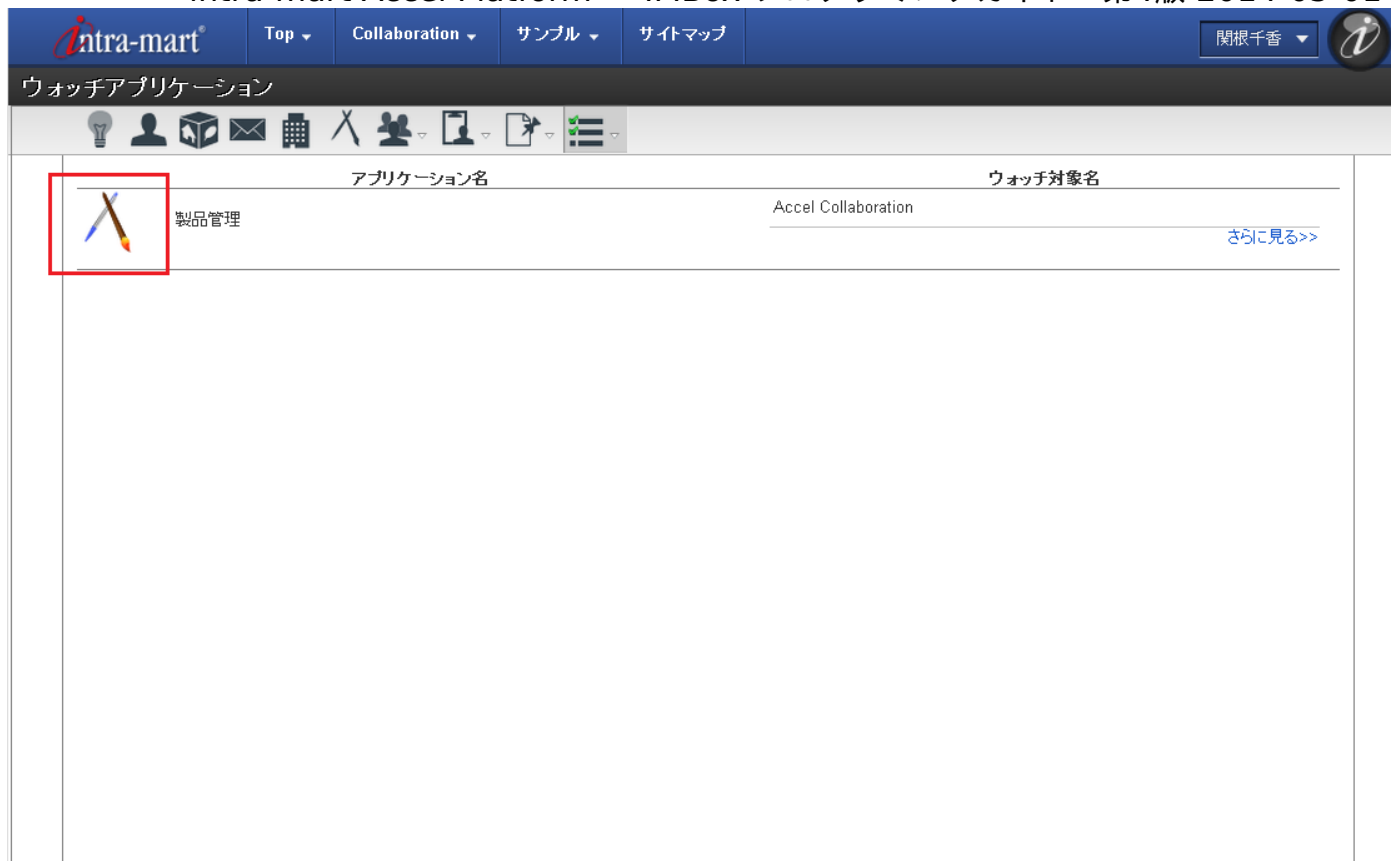 intra-mart Top Collaboration サンプル サイトマップ 関根千香
ウォッチアプリケーション
アプリケーション名 ウォッチ対象名
製品管理 Accel Collaboration
さらに見る>>